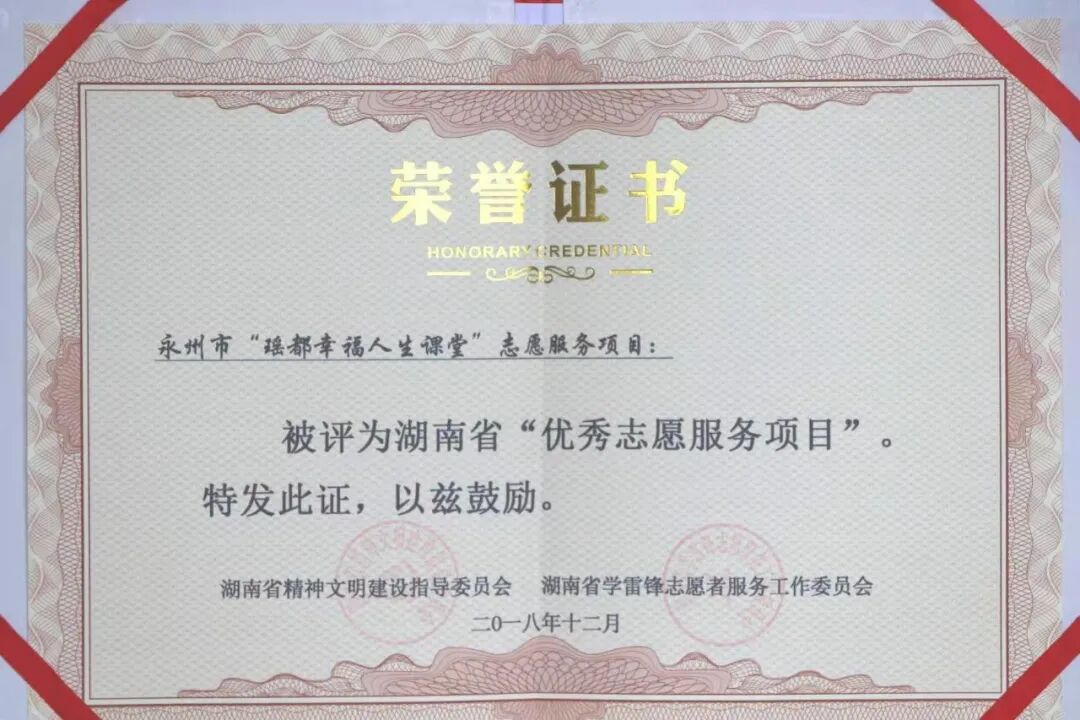 荣誉证书
HONORARY CREDENTIAL
永州市“瑶都幸福人生课堂”志愿服务项目：
被评为湖南省“优秀志愿服务项目”。
特发此证，以兹鼓励。
湖南省精神文明建设指导委员会 湖南省学雷锋志愿者服务工作委员会
二〇一八年十二月